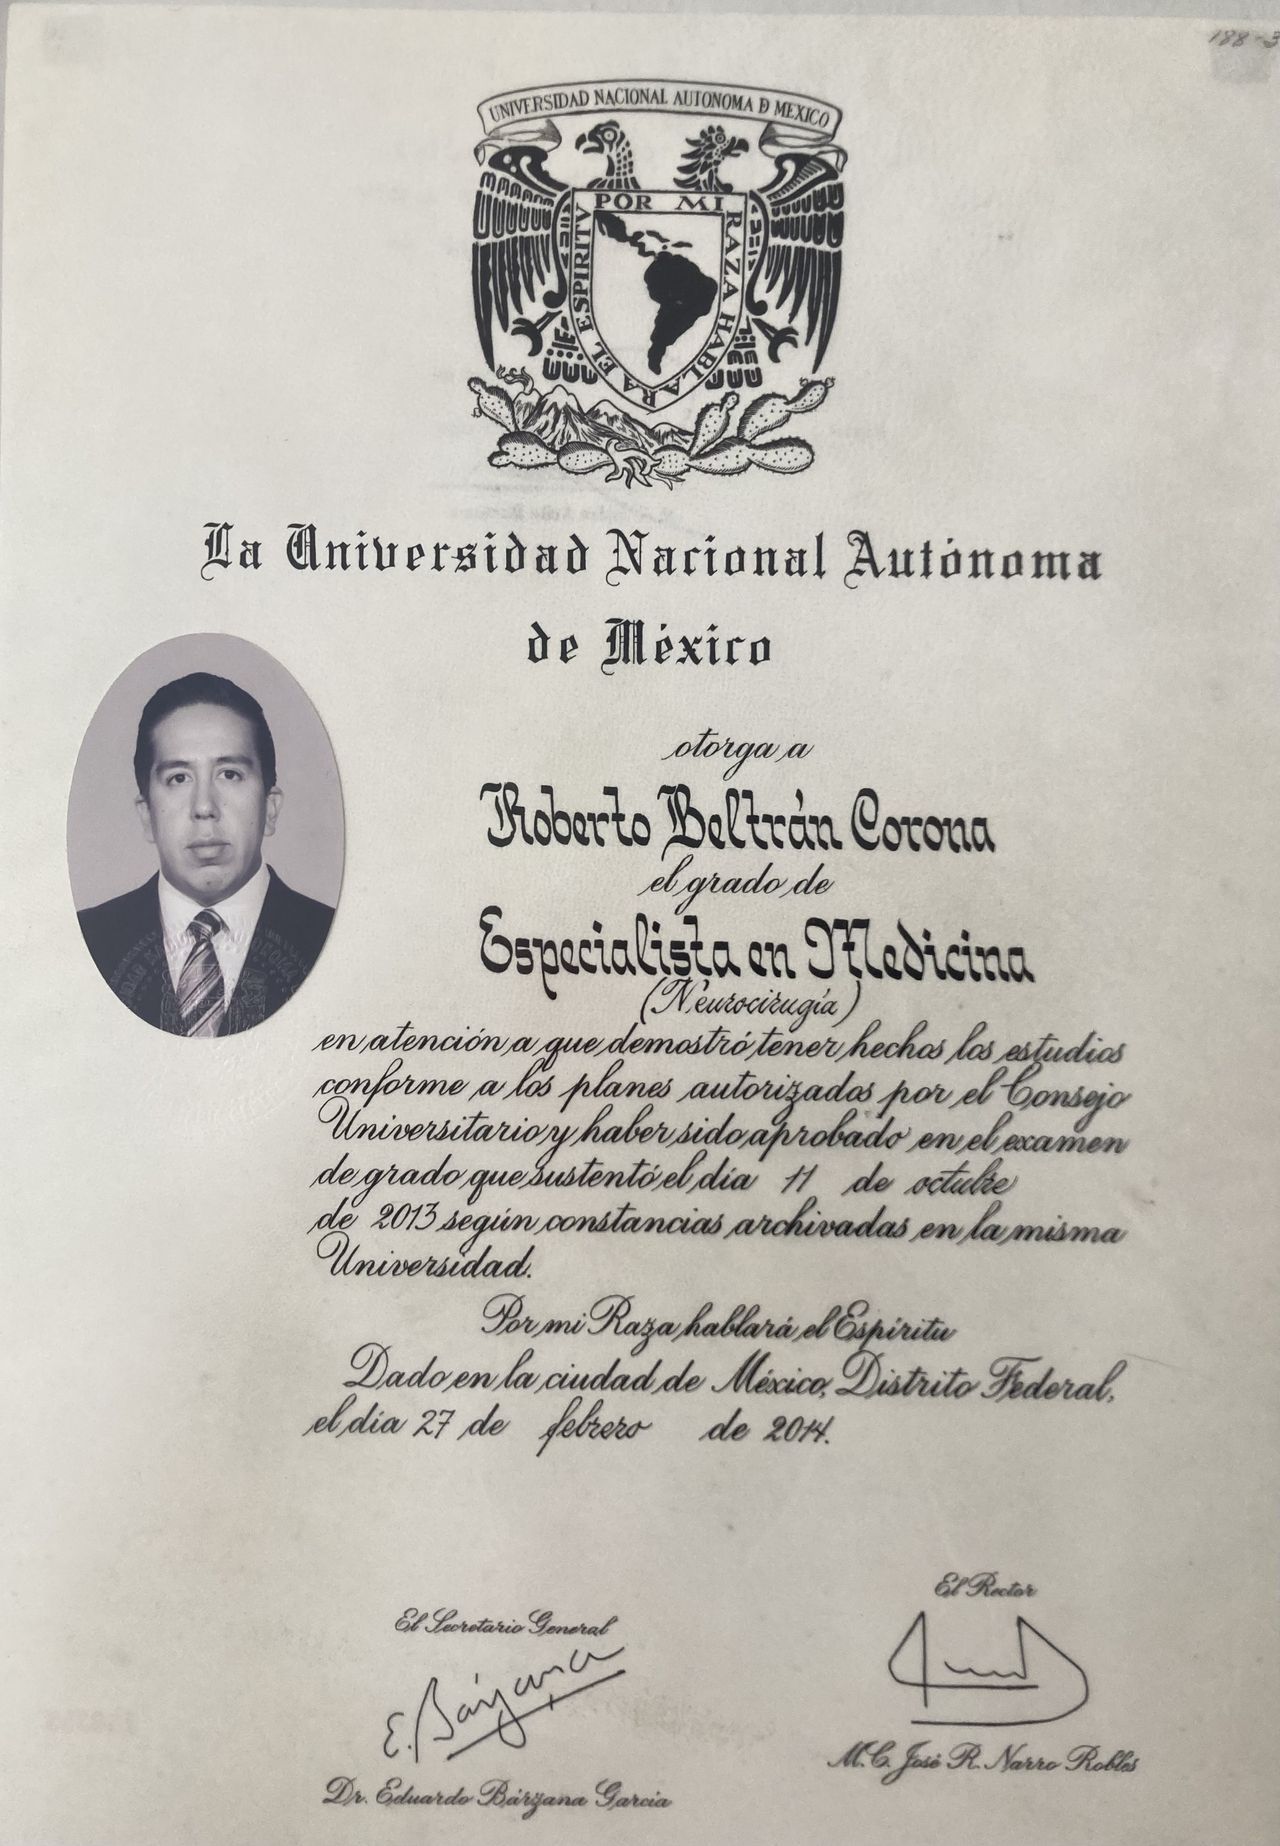 188-3
UNIVERSIDAD NACIONAL AUTONOMA D MEXICO
POR MI RAZA HABLARA EL ESPIRITU
La Universidad Nacional Autónoma
de México
otorga a
Roberto Beltrán Corona
el grado de
Especialista en Medicina
(Neurocirugía)
en atención a que demostró tener hechos los estudios
conforme a los planes autorizados por el Consejo
Universitario y haber sido aprobado en el examen
de grado que sustentó el día 11 de octubre
de 2013 según constancias archivadas en la misma
Universidad.
Por mi Raza hablará el Espíritu
Dado en la ciudad de México, Distrito Federal,
el día 27 de febrero de 2014.
El Secretario General
E. Bárzana
Dr. Eduardo Bárzana García
El Rector
M.C. José R. Narro Robles